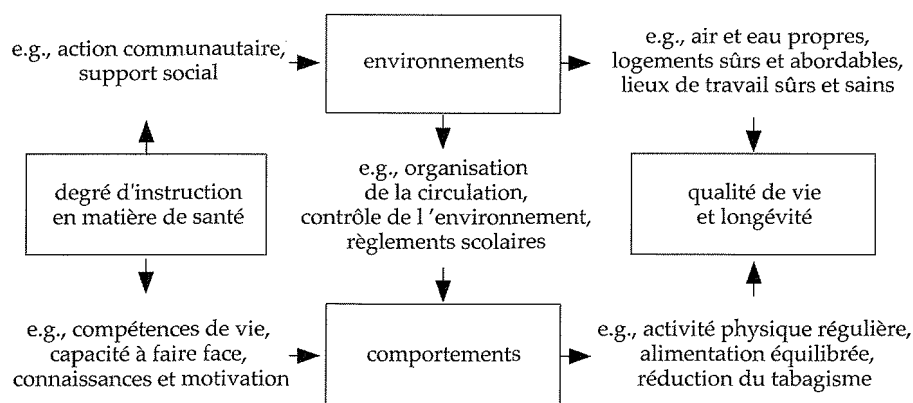 e.g., action communautaire,
support social
environnements
e.g., air et eau propres,
logements sûrs et abordables,
lieux de travail sûrs et sains
degré d'instruction
en matière de santé
e.g., organisation
de la circulation,
contrôle de l 'environnement,
règlements scolaires
qualité de vie
et longévité
e.g., compétences de vie,
capacité à faire face,
connaissances et motivation
comportements
e.g., activité physique régulière,
alimentation équilibrée,
réduction du tabagisme